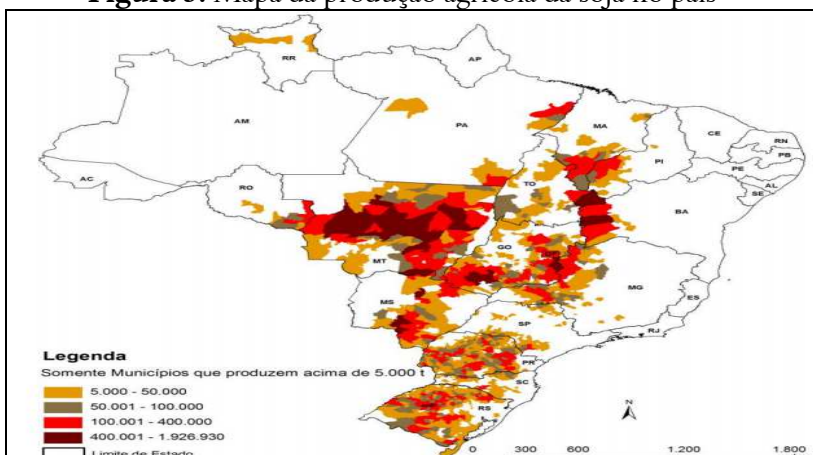 Figura 3. Mapa da produção agrícola da soja no país
RR
AP
AM
PA
MA
CE
RN
PB
PI
PE
AL
SE
AC
RO
TO
BA
MT
GO
MG
ES
MS
SP
RJ
PR
SC
RS
N
Legenda
Somente Municípios que produzem acima de 5.000 t
5.000 - 50.000
50.001 - 100.000
100.001 - 400.000
400.001 - 1.926.930
Limite de Estado
0 300 600 1.200 1.800